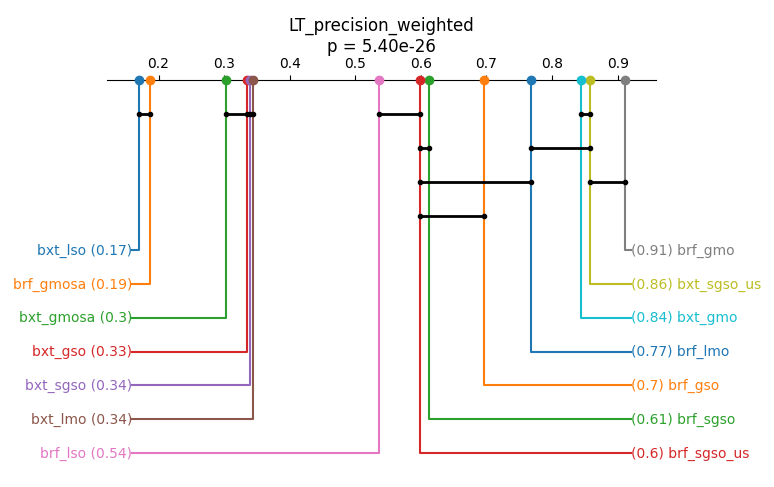 LT_precision_weighted
p = 5.40e-26
0.2 0.3 0.4 0.5 0.6 0.7 0.8 0.9
bxt_lso (0.17) (0.91) brf_gmo
brf_gmosa (0.19) (0.86) bxt_sgso_us
bxt_gmosa (0.3) (0.84) bxt_gmo
bxt_gso (0.33) (0.77) brf_lmo
bxt_sgso (0.34) (0.7) brf_gso
bxt_lmo (0.34) (0.61) brf_sgso
brf_lso (0.54) (0.6) brf_sgso_us